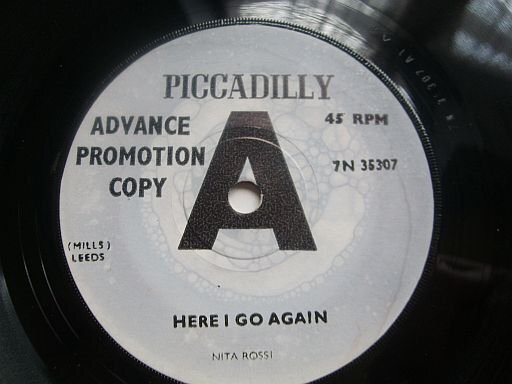 PICCADILLY
ADVANCE
PROMOTION
COPY
A
45 RPM
7N 35307
(MILLS)
LEEDS
HERE I GO AGAIN
NITA ROSSI